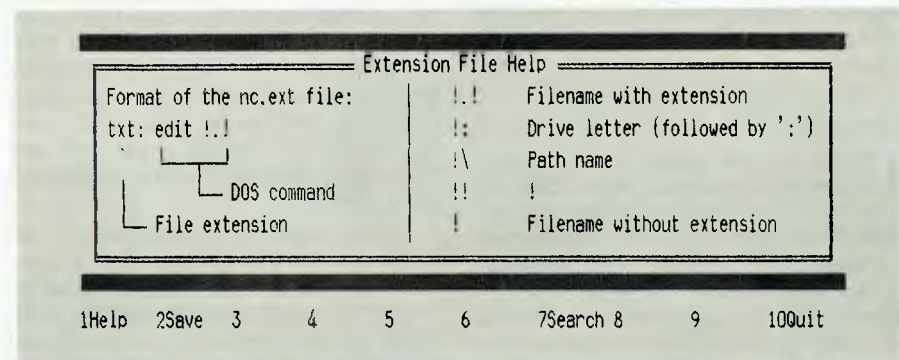 Extension File Help
Format of the nc.ext file:
txt: edit !.!
DOS command
File extension
!.! Filename with extension
!: Drive letter (followed by ':')
!\ Path name
!! !
! Filename without extension
1Help 2Save 3 4 5 6 7Search 8 9 10Quit